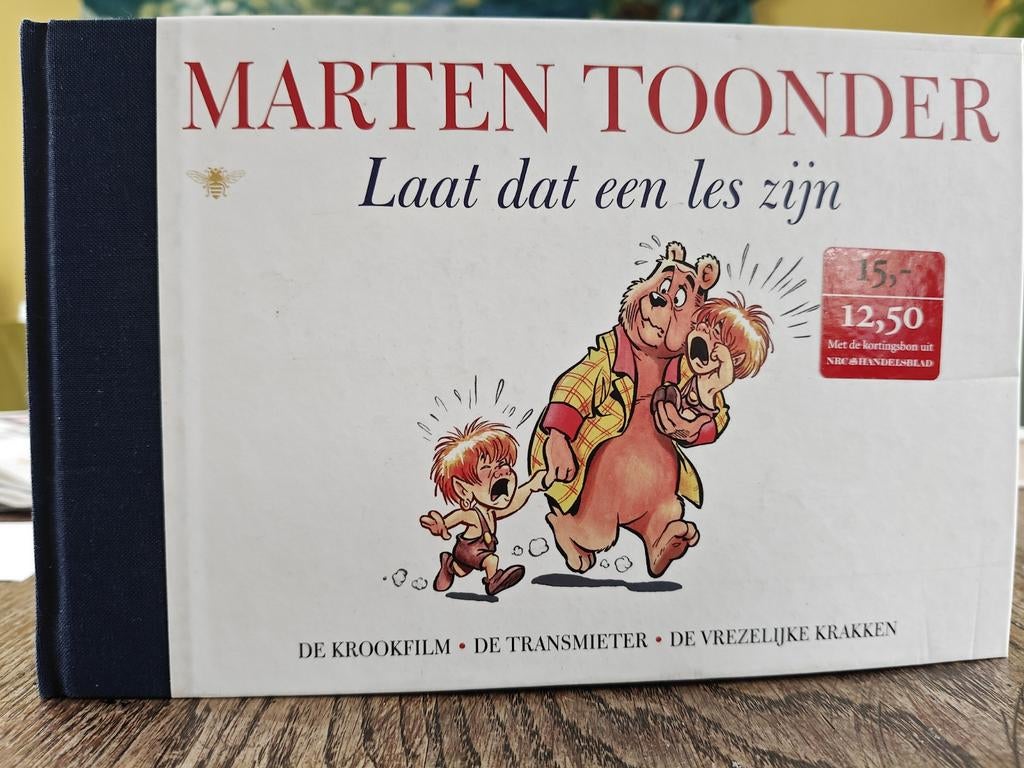 MARTEN TOONDER
Laat dat een les zijn
15,-
12,50
Met de kortingsbon uit
NRC HANDELSBLAD
DE KROOKFILM • DE TRANSMIETER • DE VREZELIJKE KRAKKEN